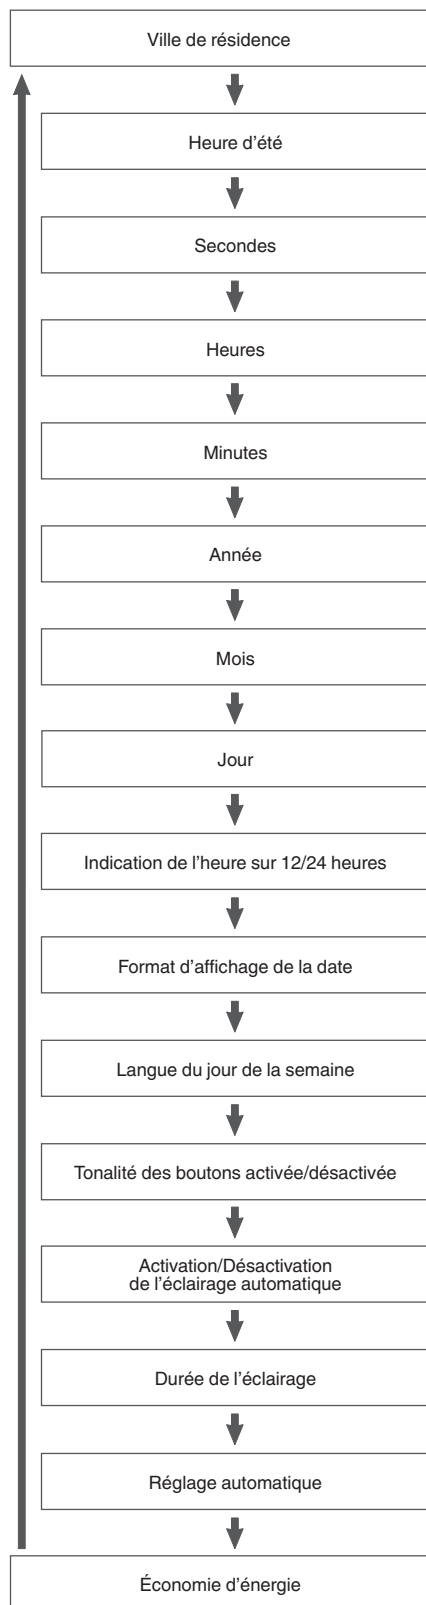 Ville de résidence
Heure d’été
Secondes
Heures
Minutes
Année
Mois
Jour
Indication de l’heure sur 12/24 heures
Format d’affichage de la date
Langue du jour de la semaine
Tonalité des boutons activée/désactivée
Activation/Désactivation
de l’éclairage automatique
Durée de l’éclairage
Réglage automatique
Économie d’énergie